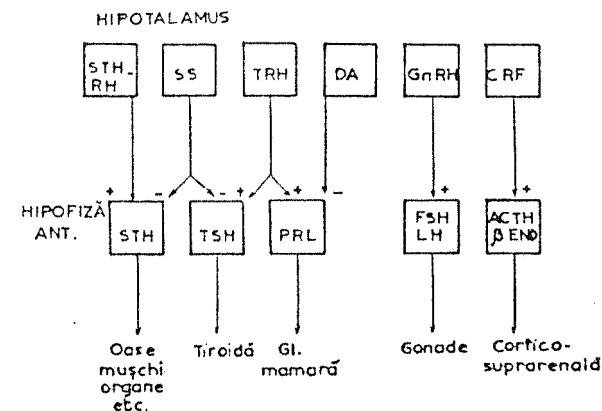 HIPOTALAMUS
STH-
RH
SS
TRH
DA
GnRH
CRF
+ - - + + - + +
HIPOFIZĂ
ANT.
STH
TSH
PRL
FSH
LH
ACTH
β END
Oase
mușchi
organe
etc.
Tiroidă
Gl.
mamară
Gonade
Cortico-
suprarenală